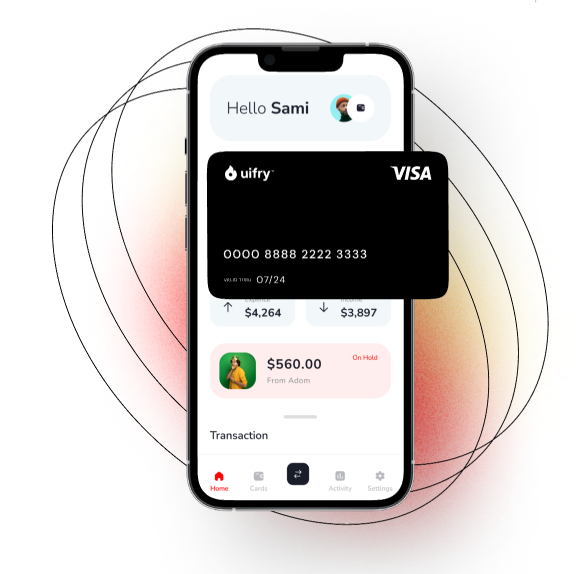 Hello Sami
uifry
VISA
0000 8888 2222 3333
VALID THRU 07/24
Income
$4,264
$3,897
$560.00
On Hold
From Adom
Transaction
Home
Cards
Activity
Settings